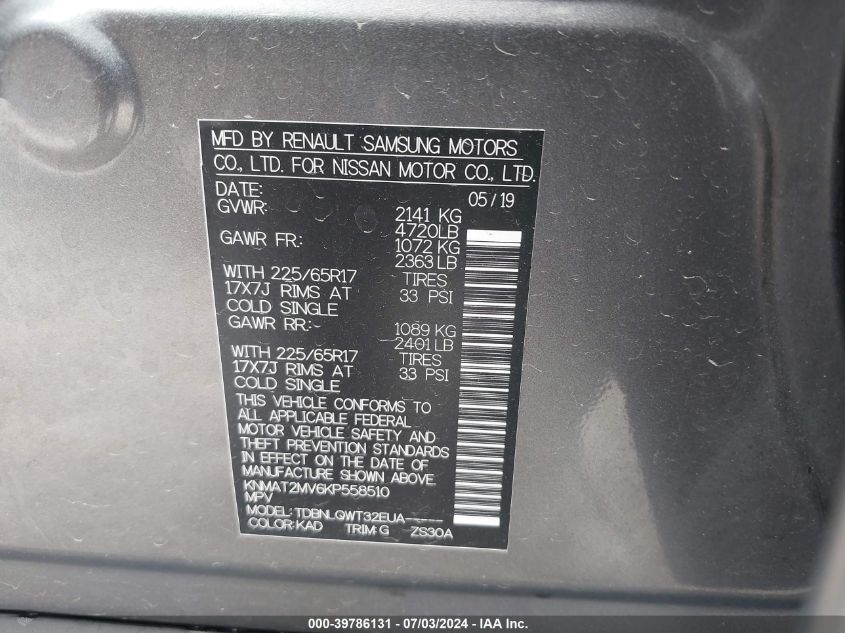 MFD BY RENAULT SAMSUNG MOTORS
CO., LTD. FOR NISSAN MOTOR CO., LTD.
DATE: 05/19
GVWR: 2141 KG
4720LB
GAWR FR: 1072 KG
2363 LB
WITH 225/65R17 TIRES
17X7J RIMS AT 33 PSI
COLD SINGLE
GAWR RR: 1089 KG
2401 LB
WITH 225/65R17 TIRES
17X7J RIMS AT 33 PSI
COLD SINGLE
THIS VEHICLE CONFORMS TO
ALL APPLICABLE FEDERAL
MOTOR VEHICLE SAFETY AND
THEFT PREVENTION STANDARDS
IN EFFECT ON THE DATE OF
MANUFACTURE SHOWN ABOVE.
KNMAT2MV6KP558510
MPV
MODEL: TDBNLQWT32EUA-----
COLOR: KAD TRIM: G ZS30A
000-39786131 - 07/03/2024 - IAA Inc.